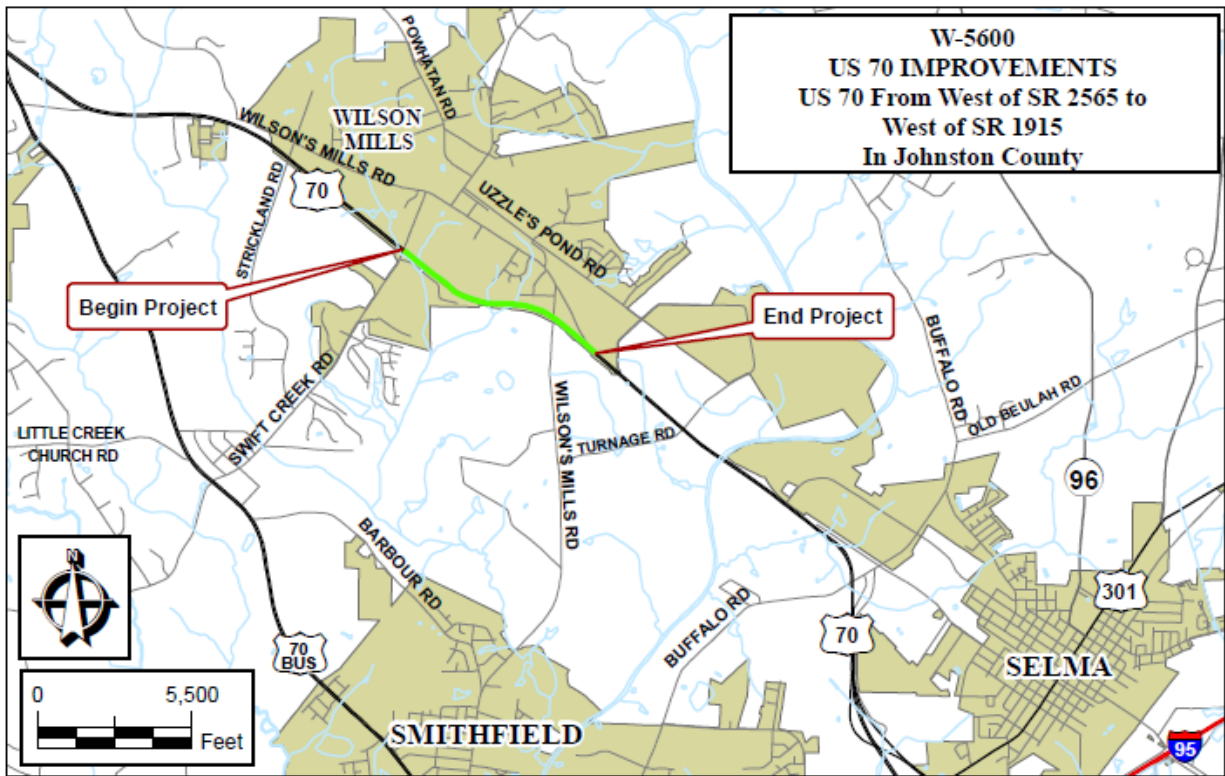 W-5600
US 70 IMPROVEMENTS
US 70 From West of SR 2565 to
West of SR 1915
In Johnston County
POWHATAN RD
WILSON
MILLS
WILSON'S MILLS RD
70
STRICKLAND RD
UZZLE'S POND RD
Begin Project
End Project
SWIFT CREEK RD
LITTLE CREEK
CHURCH RD
WILSON'S MILLS RD
TURNAGE RD
BUFFALO RD
OLD BEULAH RD
96
BARBOUR RD
N
301
BUFFALO RD
70
70
BUS
SELMA
0 5,500
Feet
SMITHFIELD
95